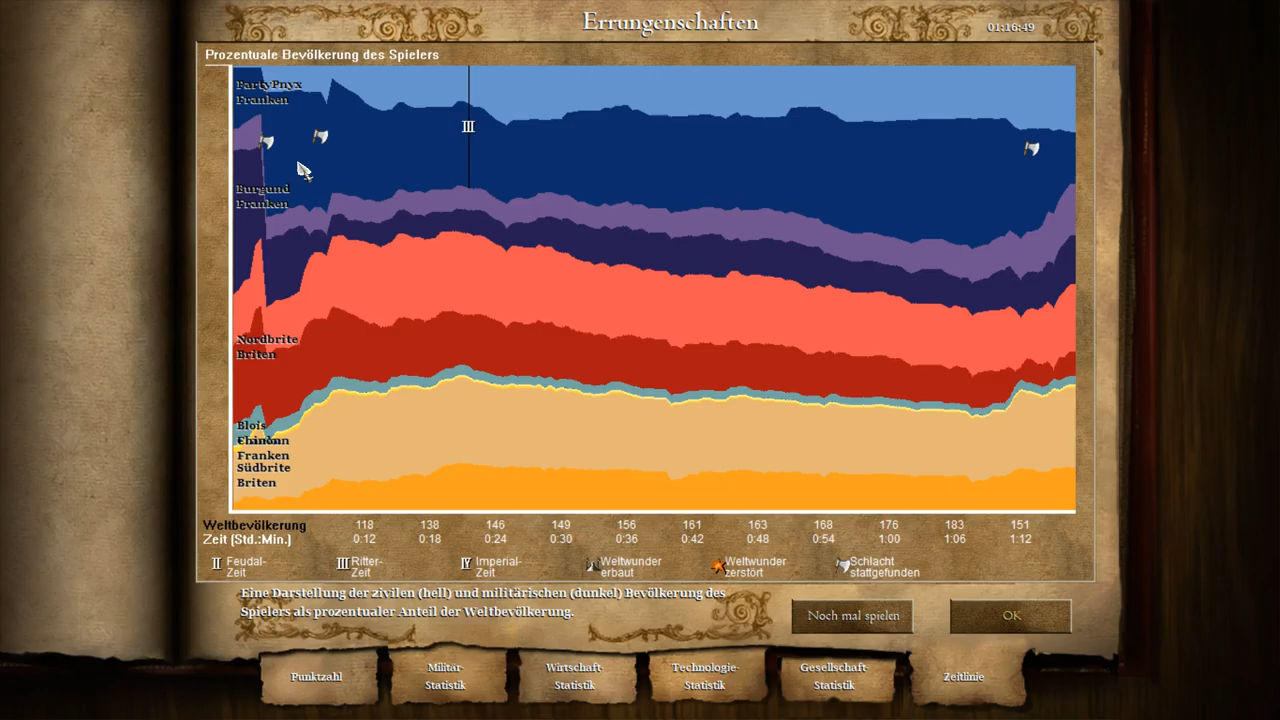 Errungenschaften
01:16:49
Prozentuale Bevölkerung des Spielers
PartyPnyx
Franken
III
Burgund
Franken
Nordbrite
Briten
Blois
Chinon
Franken
Südbrite
Briten
Weltbevölkerung 118 138 146 149 156 161 163 168 176 183 151
Zeit (Std.:Min.) 0:12 0:18 0:24 0:30 0:36 0:42 0:48 0:54 1:00 1:06 1:12
II Feudal-Zeit
III Ritter-Zeit
IV Imperial-Zeit
Weltwunder erbaut
Weltwunder zerstört
Schlacht stattgefunden
Eine Darstellung der zivilen (hell) und militärischen (dunkel) Bevölkerung des
Spielers als prozentualer Anteil der Weltbevölkerung.
Noch mal spielen
OK
Punktzahl
Militär-Statistik
Wirtschaft-Statistik
Technologie-Statistik
Gesellschaft-Statistik
Zeitlinie